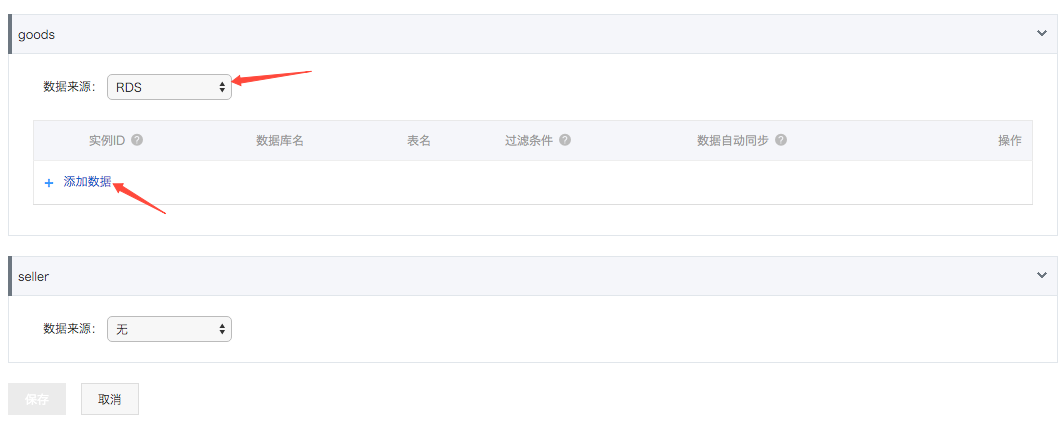 goods
数据来源： RDS
实例ID ? 数据库名 表名 过滤条件 ? 数据自动同步 ? 操作
+ 添加数据
seller
数据来源： 无
保存 取消